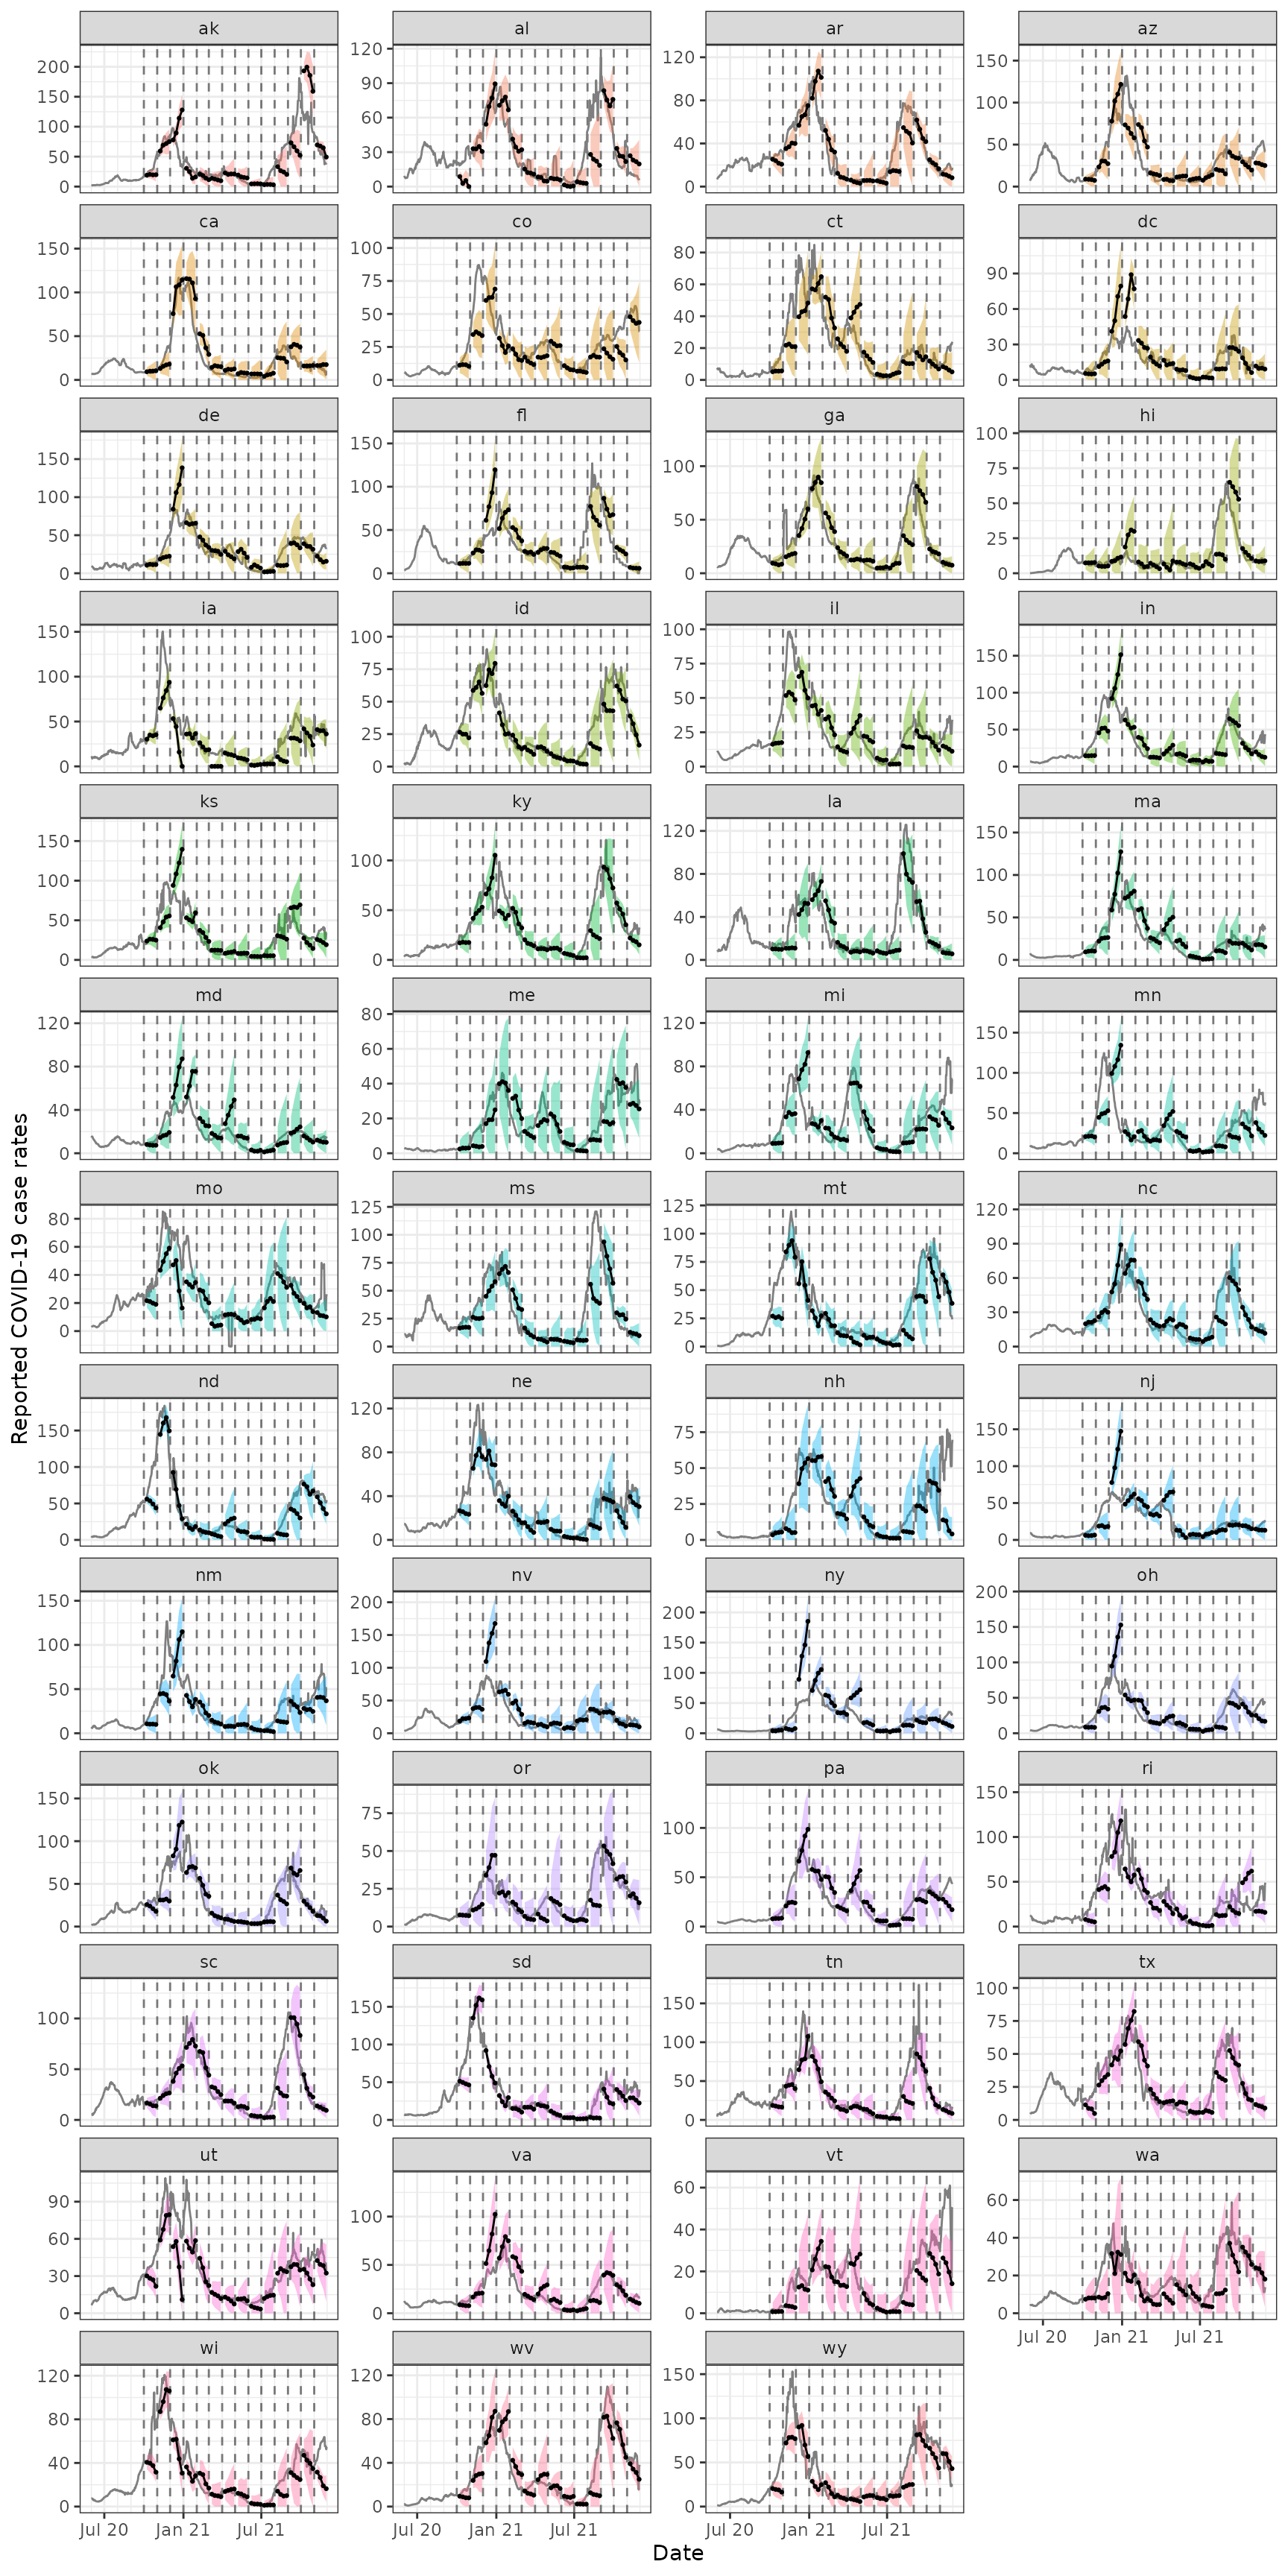 ak al ar az
200 150 100 50 0
120 90 60 30 0
120 80 40 0
150 100 50 0
ca co ct dc
150 100 50 0
100 75 50 25 0
80 60 40 20 0
90 60 30 0
de fl ga hi
150 100 50 0
150 100 50 0
100 50 0
100 75 50 25 0
ia id il in
150 100 50 0
100 75 50 25 0
100 75 50 25 0
150 100 50 0
ks ky la ma
150 100 50 0
100 50 0
120 80 40 0
150 100 50 0
md me mi mn
120 80 40 0
80 60 40 20 0
120 80 40 0
150 100 50 0
Reported COVID-19 case rates
mo ms mt nc
80 60 40 20 0
125 100 75 50 25 0
125 100 75 50 25 0
120 90 60 30 0
nd ne nh nj
150 100 50 0
120 80 40 0
75 50 25 0
150 100 50 0
nm nv ny oh
150 100 50 0
200 150 100 50 0
200 150 100 50 0
200 150 100 50 0
ok or pa ri
150 100 50 0
75 50 25 0
100 50 0
150 100 50 0
sc sd tn tx
100 50 0
150 100 50 0
150 100 50 0
100 75 50 25 0
ut va vt wa
90 60 30 0
100 50 0
60 40 20 0
60 40 20 0
Jul 20 Jan 21 Jul 21
wi wv wy
120 80 40 0
120 80 40 0
150 100 50 0
Jul 20 Jan 21 Jul 21
Jul 20 Jan 21 Jul 21
Jul 20 Jan 21 Jul 21
Date